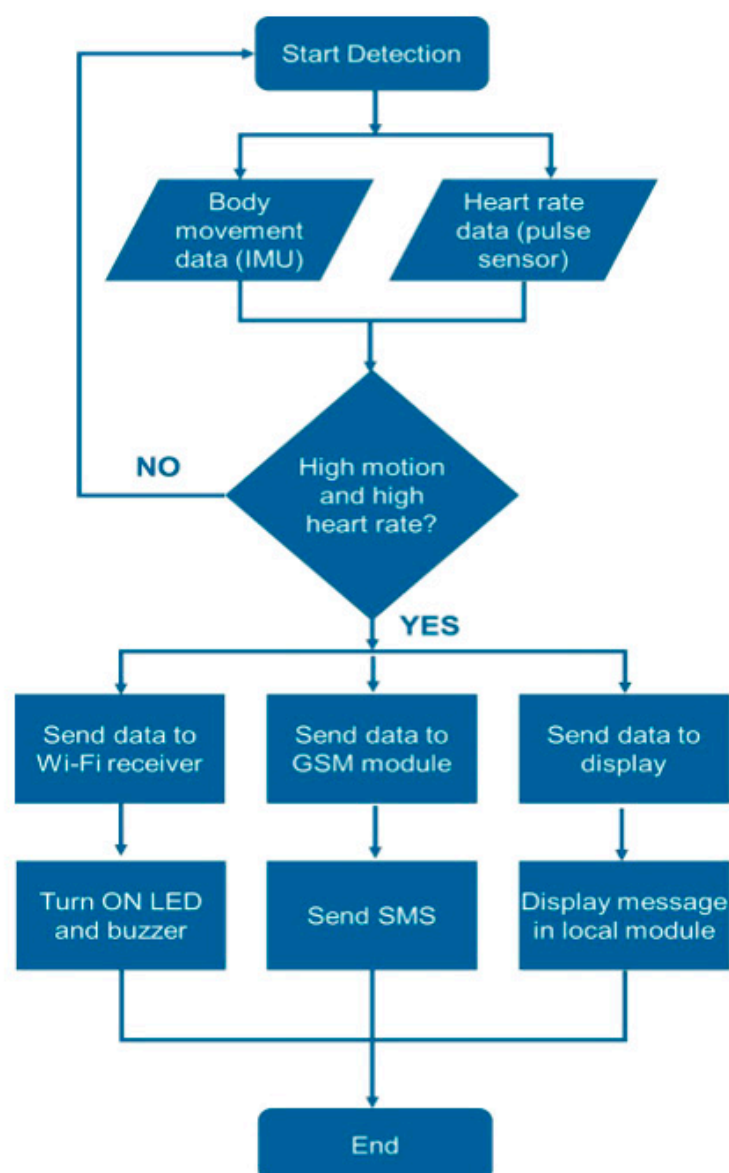 Start Detection
Body
movement
data (IMU)
Heart rate
data (pulse
sensor)
NO
High motion
and high
heart rate?
YES
Send data to
Wi-Fi receiver
Send data to
GSM module
Send data to
display
Turn ON LED
and buzzer
Send SMS
Display message
in local module
End